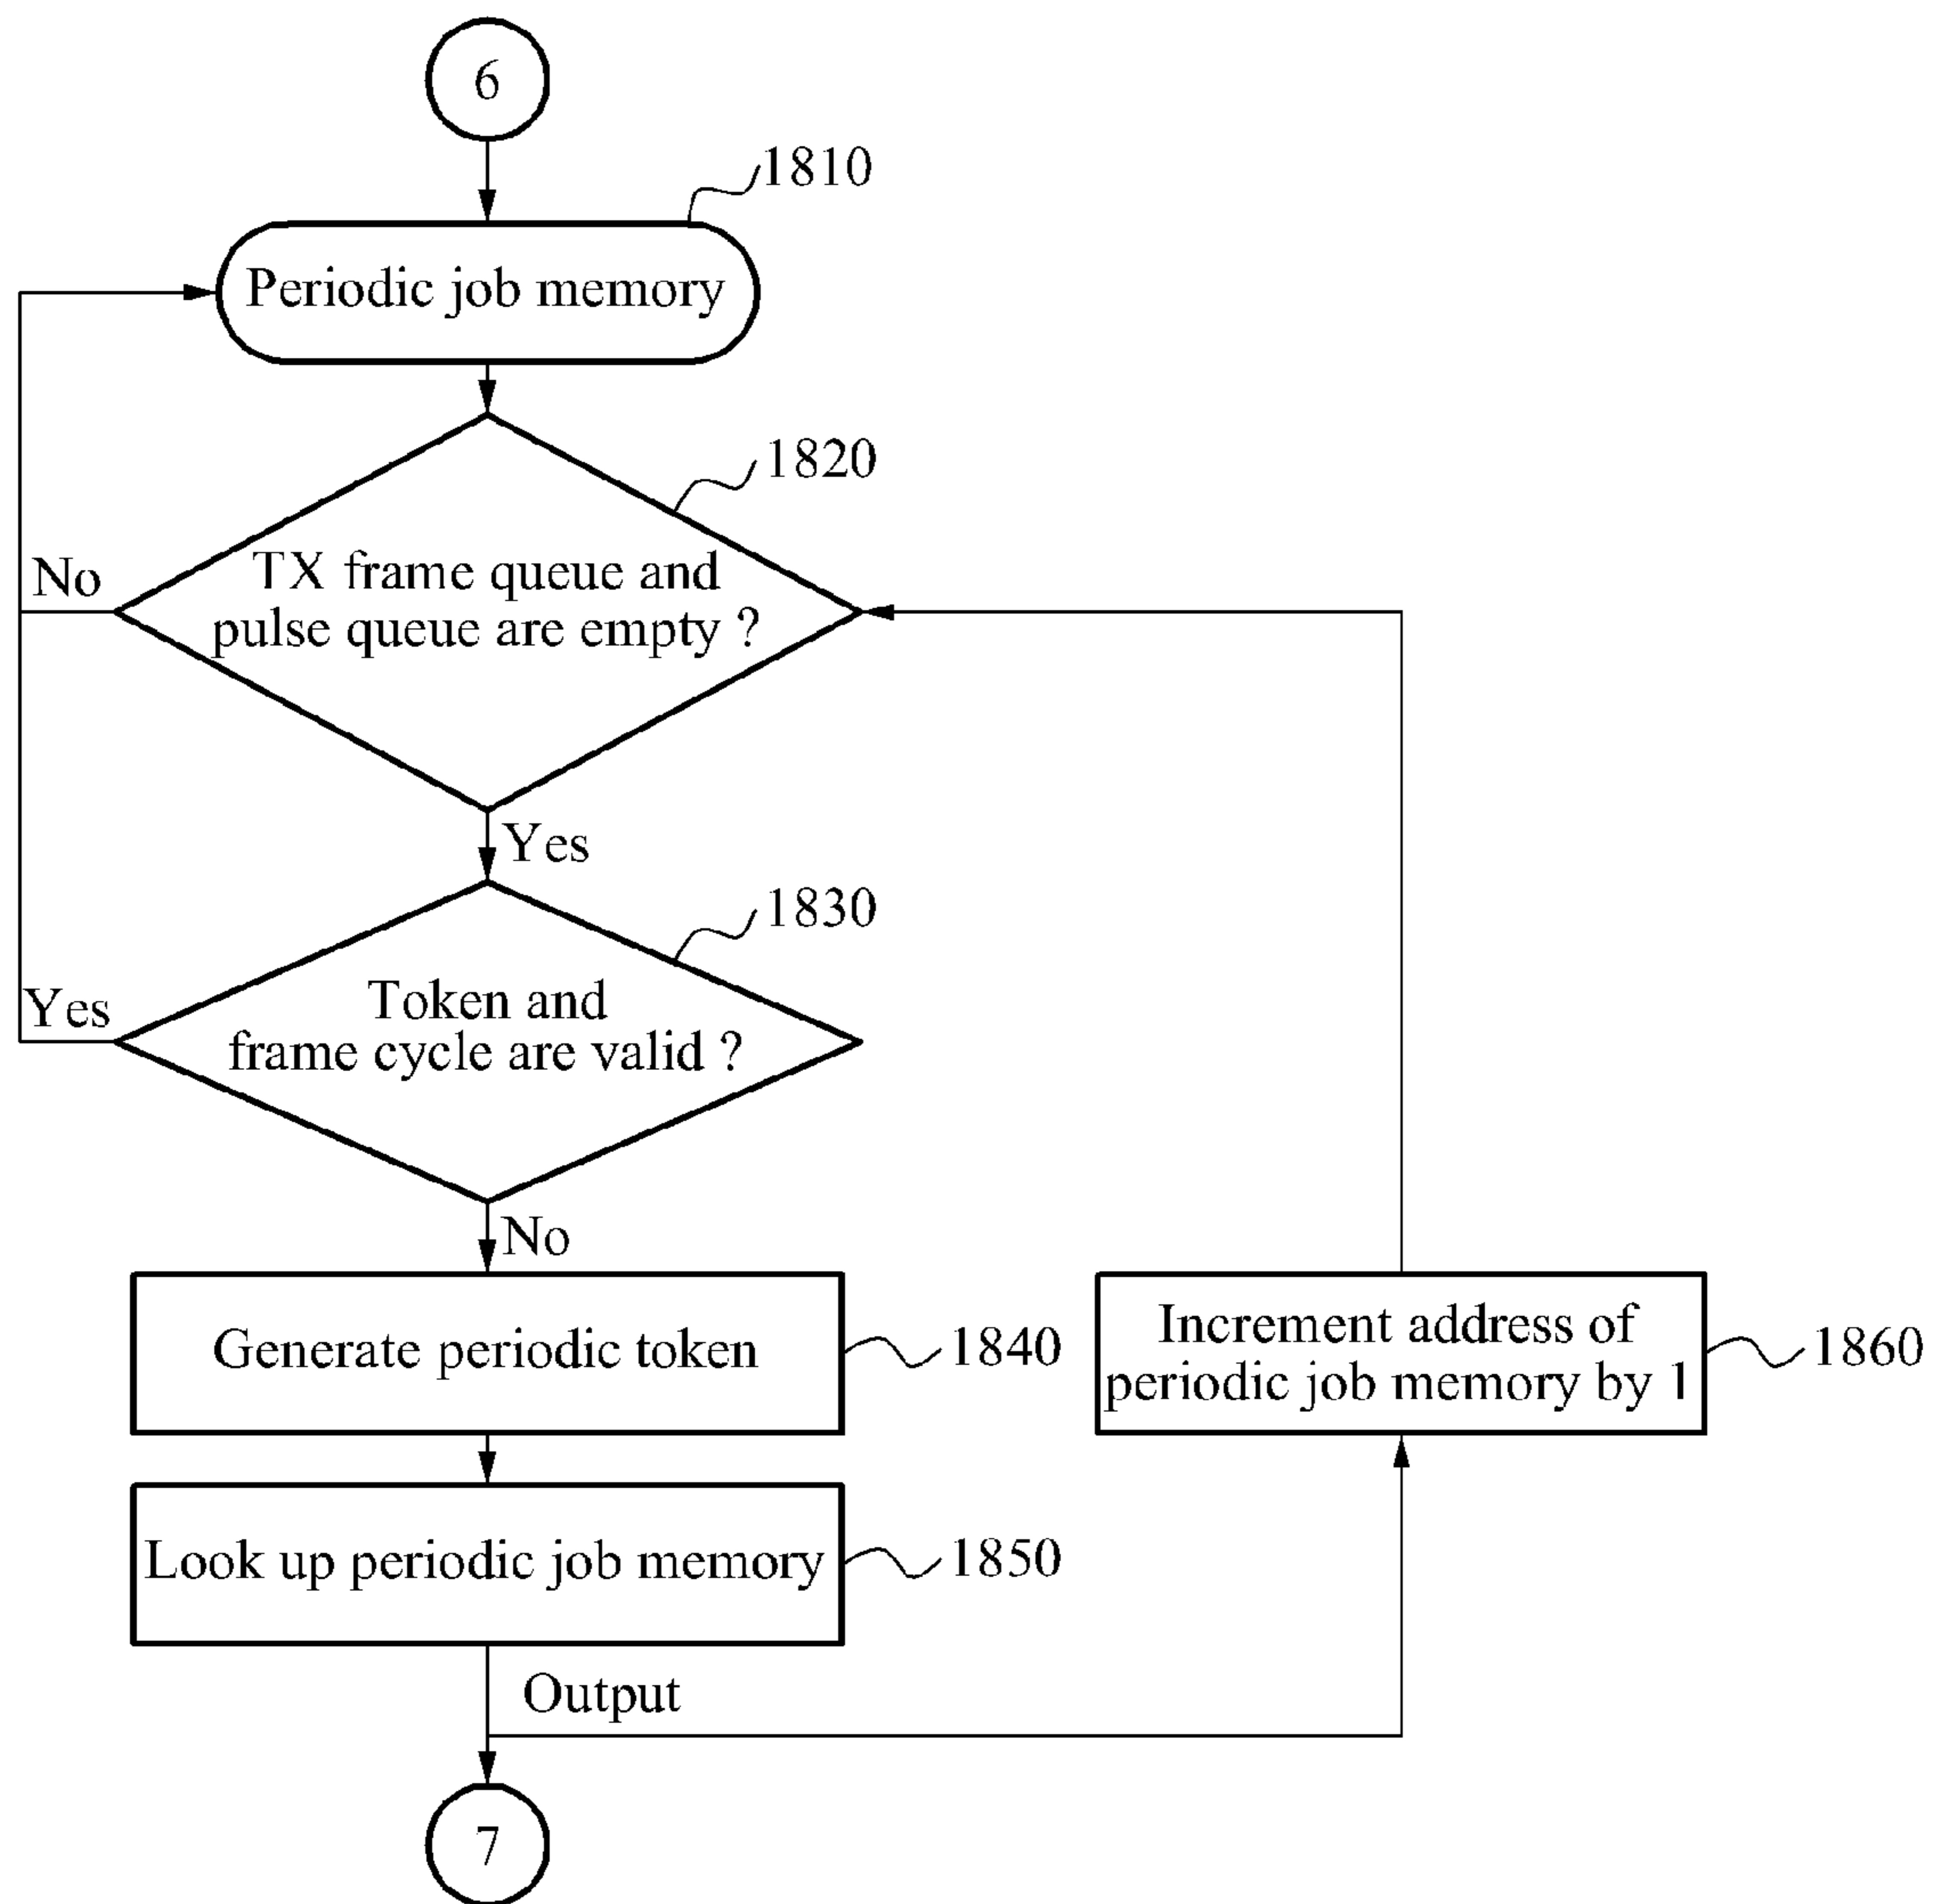 6
1810
Periodic job memory
1820
No
TX frame queue and
pulse queue are empty ?
Yes
1830
Yes
Token and
frame cycle are valid ?
No
Generate periodic token
1840
Increment address of
periodic job memory by 1
1860
Look up periodic job memory
1850
Output
7